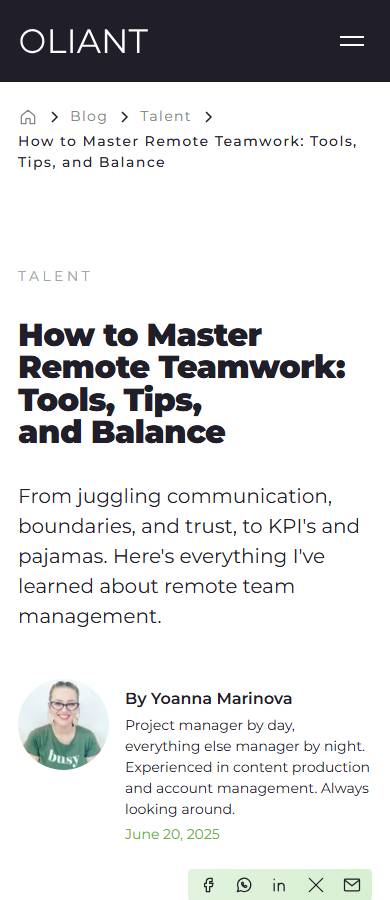 OLIANT
Blog
Talent
How to Master Remote Teamwork: Tools,
Tips, and Balance
TALENT
How to Master
Remote Teamwork:
Tools, Tips,
and Balance
From juggling communication,
boundaries, and trust, to KPI's and
pajamas. Here's everything I've
learned about remote team
management.
busy
By Yoanna Marinova
Project manager by day,
everything else manager by night.
Experienced in content production
and account management. Always
looking around.
June 20, 2025